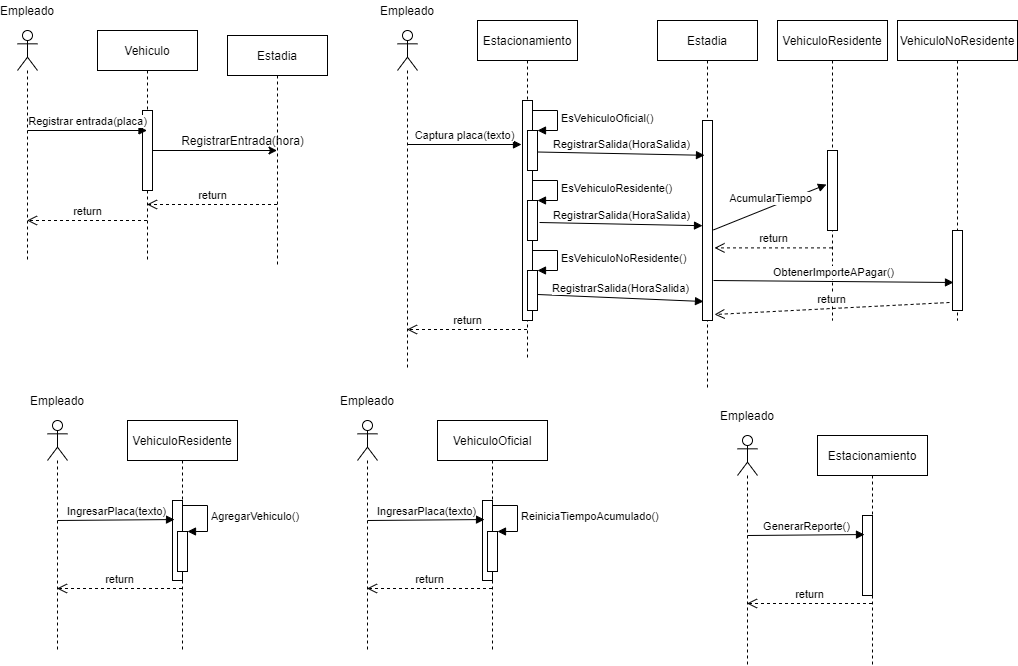 Empleado
Vehiculo
Estadia
Registrar entrada(placa)
RegistrarEntrada(hora)
return
return
Empleado
Estacionamiento
Estadia
VehiculoResidente
VehiculoNoResidente
EsVehiculoOficial()
Captura placa(texto)
RegistrarSalida(HoraSalida)
EsVehiculoResidente()
AcumularTiempo
RegistrarSalida(HoraSalida)
return
EsVehiculoNoResidente()
ObtenerImporteAPagar()
RegistrarSalida(HoraSalida)
return
return
Empleado
VehiculoResidente
IngresarPlaca(texto)
AgregarVehiculo()
return
Empleado
VehiculoOficial
IngresarPlaca(texto)
ReiniciaTiempoAcumulado()
return
Empleado
Estacionamiento
GenerarReporte()
return